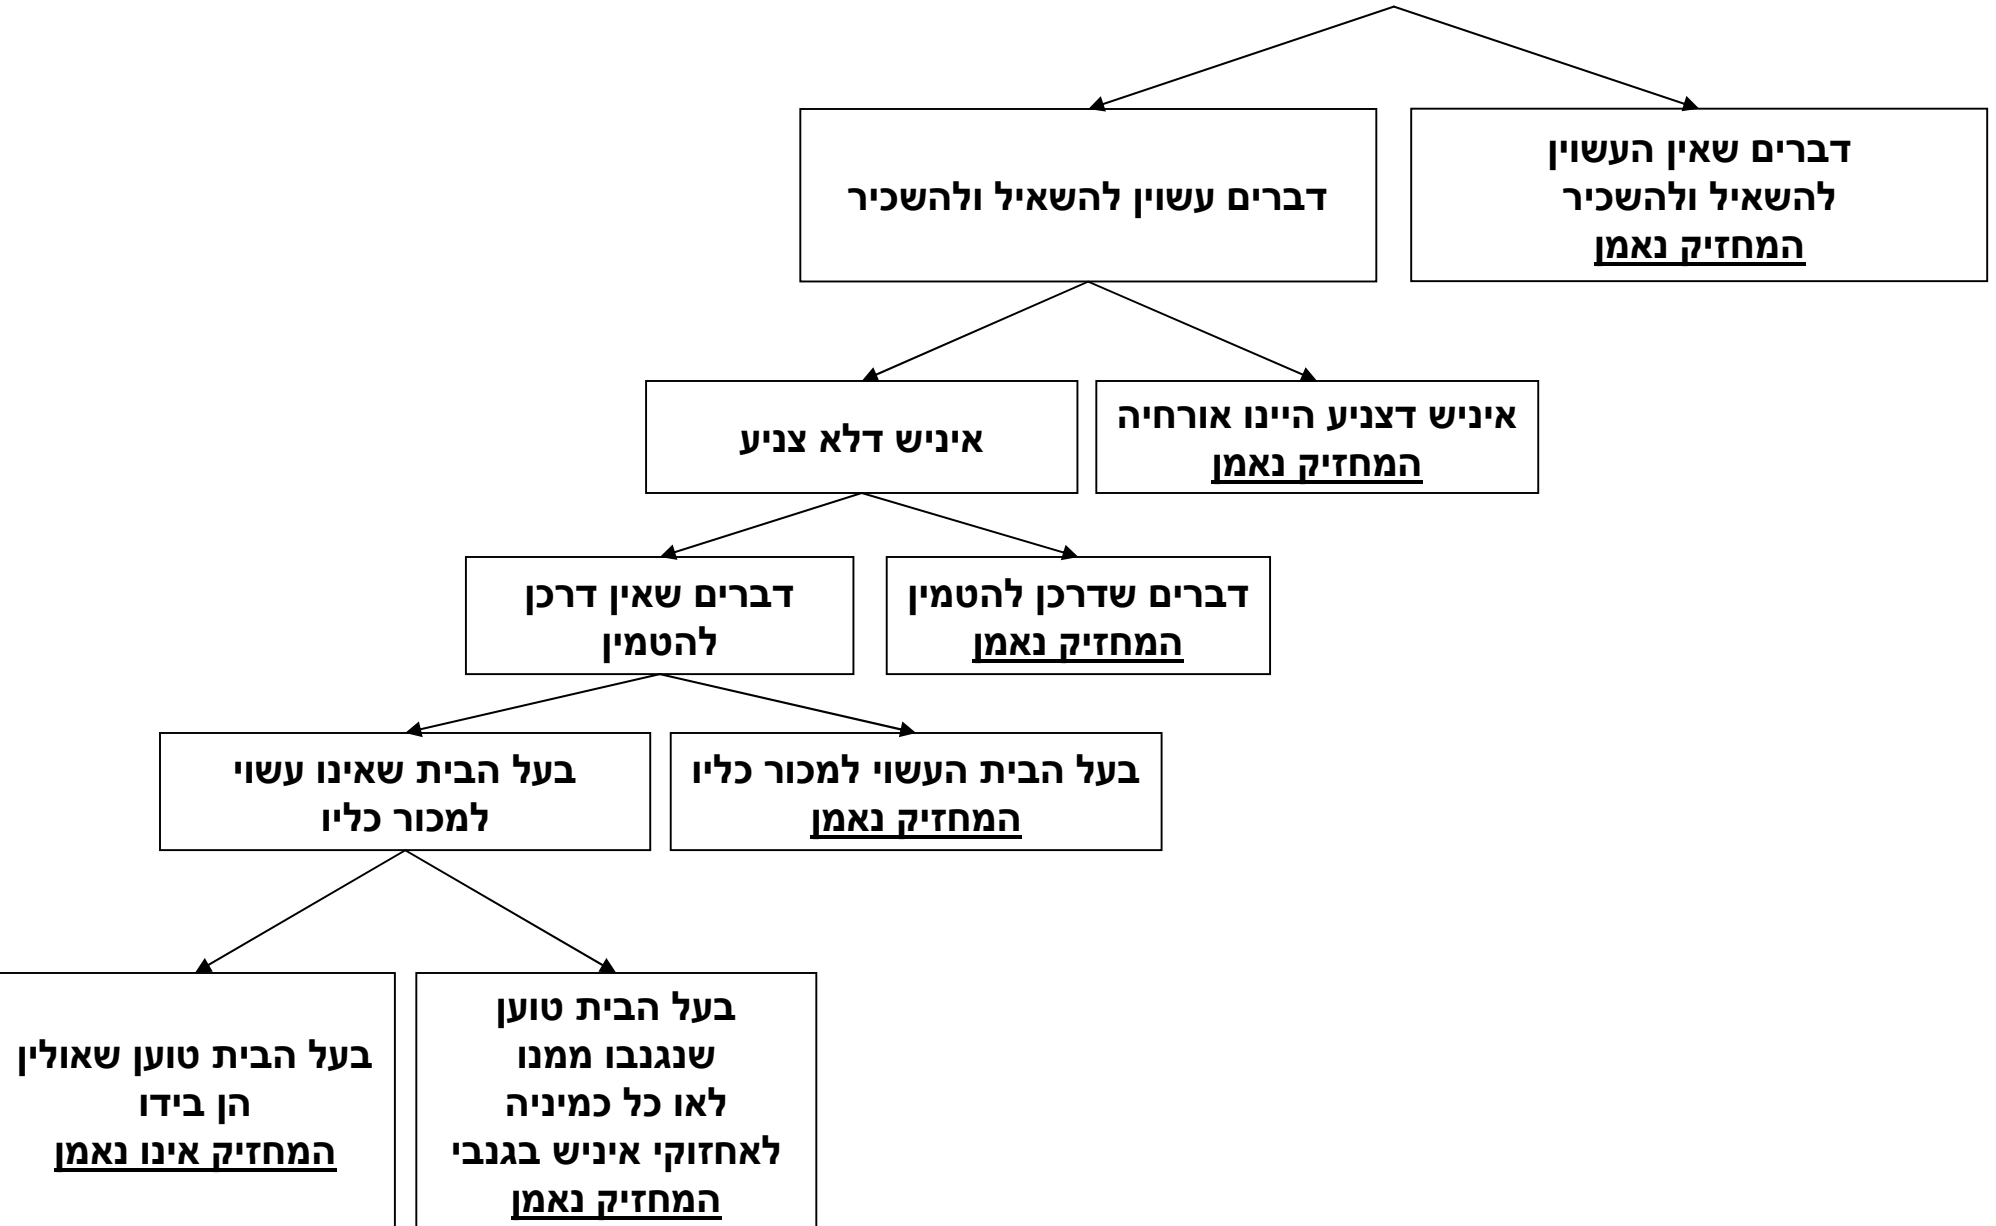 דברים שאין העשוין
להשאיל ולהשכיר
המחזיק נאמן
דברים עשוין להשאיל ולהשכיר
איניש דצניע היינו אורחיה
המחזיק נאמן
איניש דלא צניע
דברים שדרכן להטמין
המחזיק נאמן
דברים שאין דרכן
להטמין
בעל הבית העשוי למכור כליו
המחזיק נאמן
בעל הבית שאינו עשוי
למכור כליו
בעל הבית טוען
שנגנבו ממנו
לאו כל כמיניה
לאחזוקי איניש בגנבי
המחזיק נאמן
בעל הבית טוען שאולין
הן בידו
המחזיק אינו נאמן